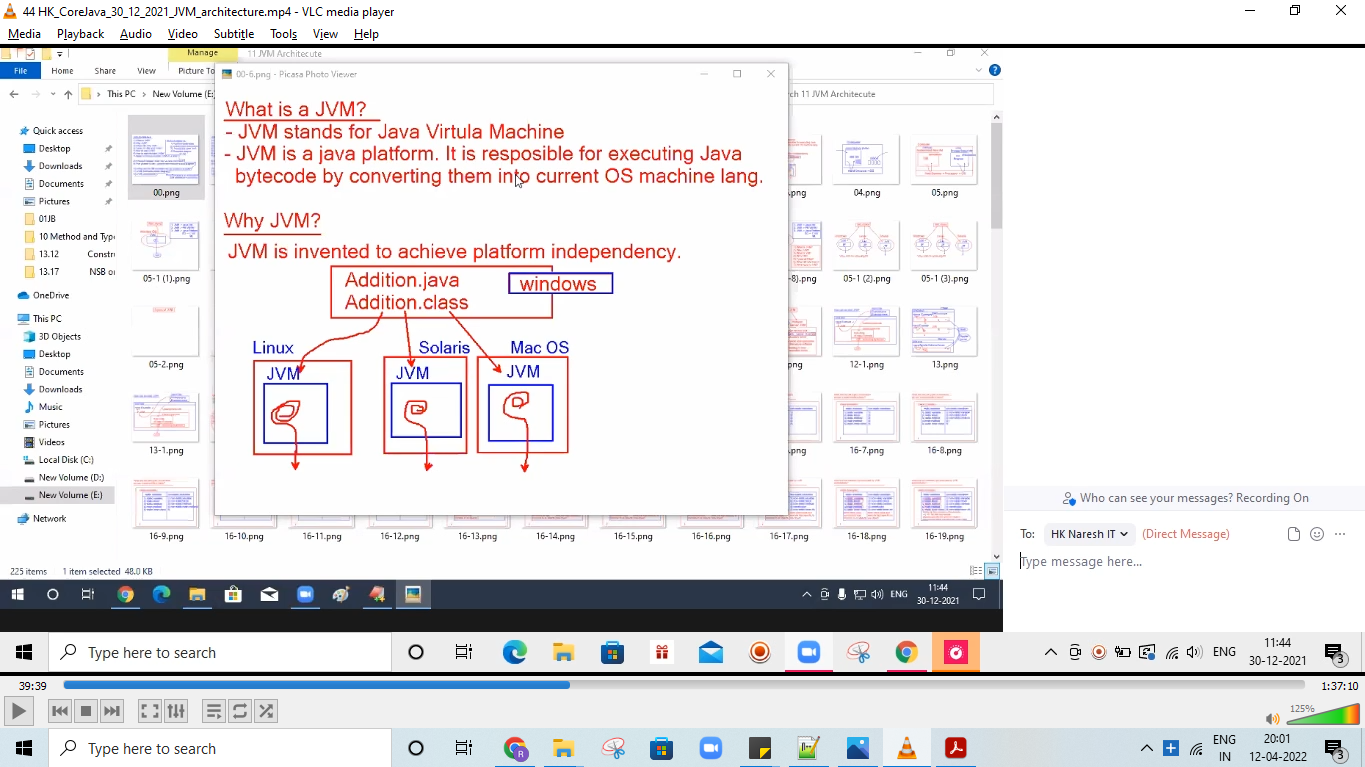 44 HK_CoreJava_30_12_2021_JVM_architecture.mp4 - VLC media player
Media Playback Audio Video Subtitle Tools View Help
Manage 11 JVM Architecute
File Home Share View Picture To
This PC New Volume (E:
ch 11 JVM Architecute
00-6.png - Picasa Photo Viewer
What is a JVM?
- JVM stands for Java Virtula Machine
- JVM is a java platform. It is resposible for executing Java
bytecode by converting them into current OS machine lang.
Why JVM?
JVM is invented to achieve platform independency.
Addition.java
Addition.class
windows
Linux Solaris Mac OS
JVM JVM JVM
Quick access
Desktop
Downloads
Documents
Pictures
01JB
10 Method and Type
13.12 Constr
13.17 NSB or
OneDrive
This PC
3D Objects
Desktop
Documents
Downloads
Music
Pictures
Videos
Local Disk (C:)
New Volume (D:)
New Volume (E:)
Network
00.png .png 04.png 05.png
05-1 (1).png -8).png 05-1 (2).png 05-1 (3).png
05-2.png .png 12-1.png 13.png
13-1.png .png 16-7.png 16-8.png
16-9.png 16-10.png 16-11.png 16-12.png 16-13.png 16-14.png 16-15.png 16-16.png 16-17.png 16-18.png 16-19.png
225 items 1 item selected 48.0 KB
ENG 11:44
30-12-2021
Who can see your messages? Recording On
To: HK Naresh IT (Direct Message)
Type message here...
Type here to search
ENG 11:44
30-12-2021
3
39:39 1:37:10
125%
Type here to search
R
ENG 20:01
IN 12-04-2022
3